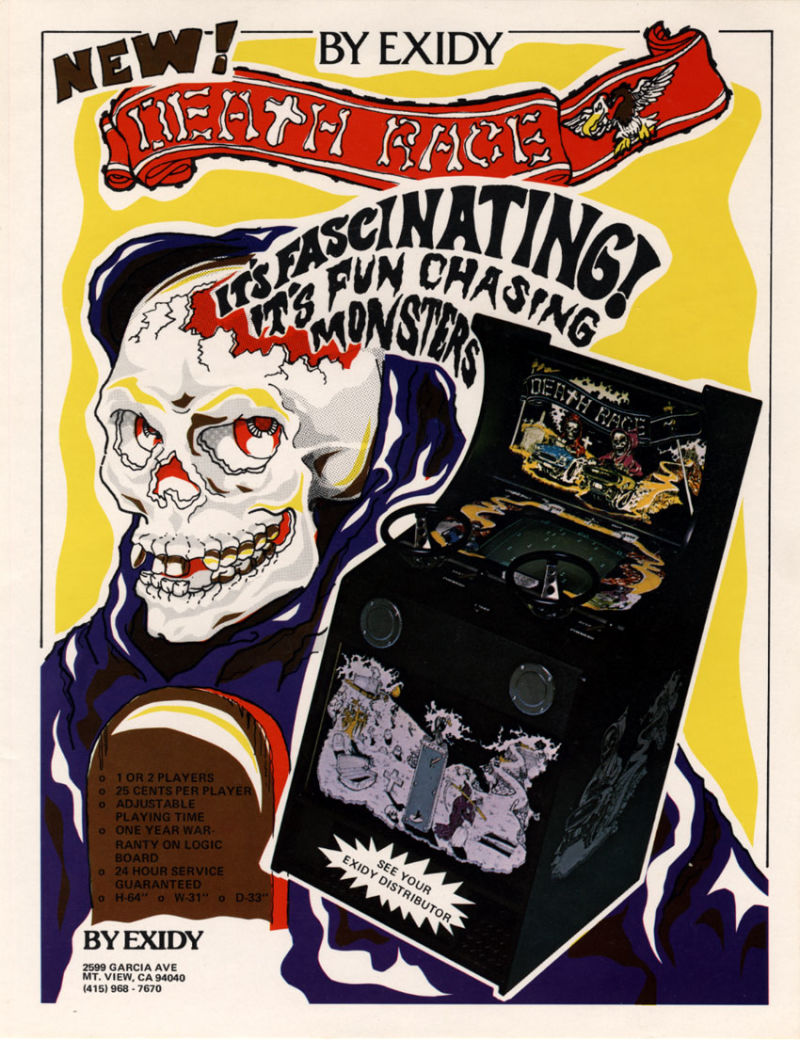 NEW!
BY EXIDY
DEATH RACE
IT'S FASCINATING!
IT'S FUN CHASING
MONSTERS
DEATH RACE
o 1 OR 2 PLAYERS
o 25 CENTS PER PLAYER
o ADJUSTABLE
PLAYING TIME
o ONE YEAR WAR-
RANTY ON LOGIC
BOARD
o 24 HOUR SERVICE
GUARANTEED
o H-64" o W-31" o D-33"
SEE YOUR
EXIDY DISTRIBUTOR
BY EXIDY
2599 GARCIA AVE
MT. VIEW, CA 94040
(415) 968 - 7670